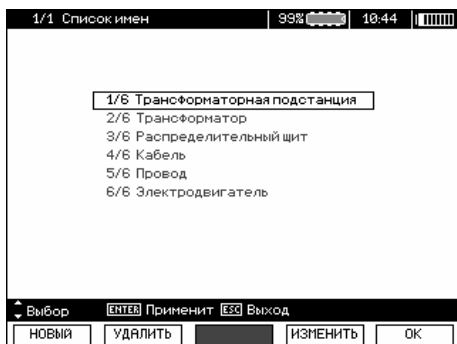 1/1 Список имен 99% 10:44
1/6 Трансформаторная подстанция
2/6 Трансформатор
3/6 Распределительный щит
4/6 Кабель
5/6 Провод
6/6 Электродвигатель
Выбор ENTER Применит ESC Выход
НОВЫЙ УДАЛИТЬ ИЗМЕНИТЬ OK